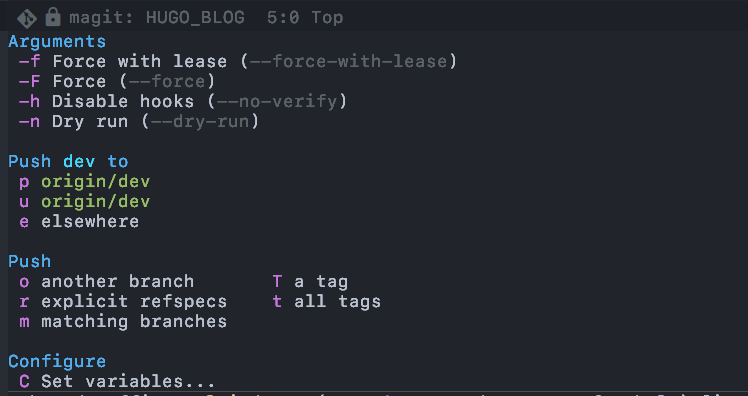 magit: HUGO_BLOG 5:0 Top
Arguments
-f Force with lease (--force-with-lease)
-F Force (--force)
-h Disable hooks (--no-verify)
-n Dry run (--dry-run)
Push dev to
p origin/dev
u origin/dev
e elsewhere
Push
o another branch T a tag
r explicit refspecs t all tags
m matching branches
Configure
C Set variables...